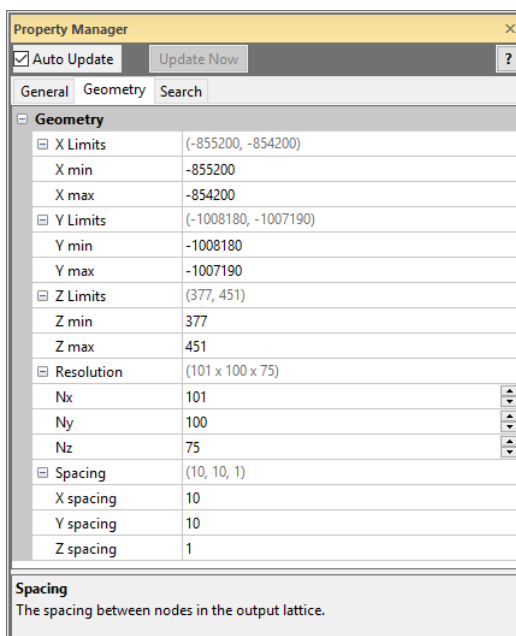 Property Manager
Auto Update Update Now ?
General Geometry Search
Geometry
X Limits (-855200, -854200)
X min -855200
X max -854200
Y Limits (-1008180, -1007190)
Y min -1008180
Y max -1007190
Z Limits (377, 451)
Z min 377
Z max 451
Resolution (101 x 100 x 75)
Nx 101
Ny 100
Nz 75
Spacing (10, 10, 1)
X spacing 10
Y spacing 10
Z spacing 1
Spacing
The spacing between nodes in the output lattice.